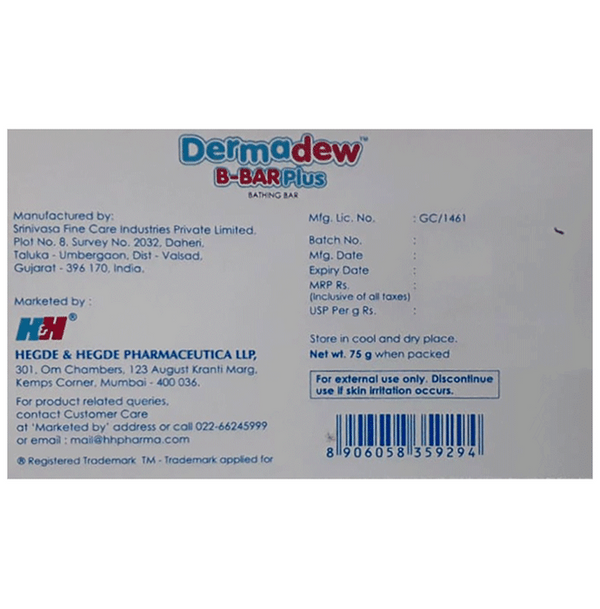 Dermadew™
B-BAR Plus
BATHING BAR
Manufactured by:
Srinivasa Fine Care Industries Private Limited,
Plot No. 8, Survey No. 2032, Daheri,
Taluka - Umbergaon, Dist - Valsad,
Gujarat - 396 170, India.
Marketed by :
H&H®
HEGDE & HEGDE PHARMACEUTICA LLP,
301, Om Chambers, 123 August Kranti Marg,
Kemps Corner, Mumbai - 400 036.
For product related queries,
contact Customer Care
at 'Marketed by' address or call 022-66245999
or email : mail@hhpharma.com
® Registered Trademark TM - Trademark applied for
Mfg. Lic. No. : GC/1461
Batch No. :
Mfg. Date :
Expiry Date :
MRP Rs. :
(Inclusive of all taxes)
USP Per g Rs. :
Store in cool and dry place.
Net wt. 75 g when packed
For external use only. Discontinue
use if skin irritation occurs.
8 906058 359294